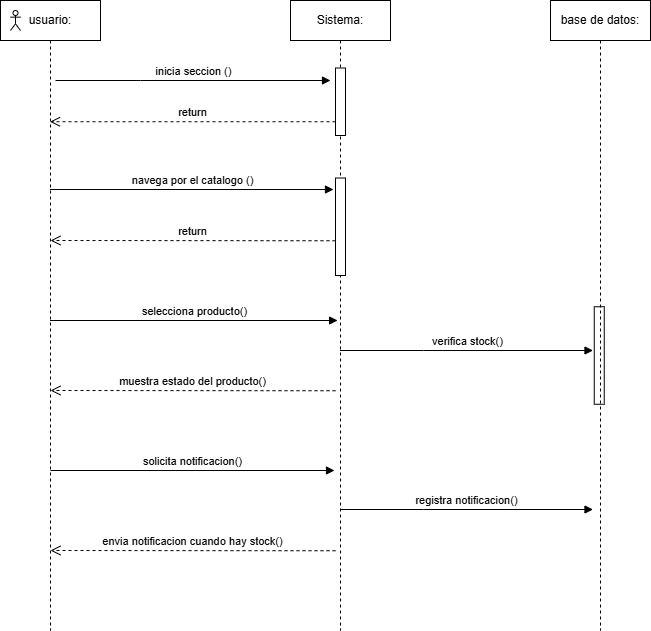 usuario:
Sistema:
base de datos:
inicia seccion ()
return
navega por el catalogo ()
return
selecciona producto()
verifica stock()
muestra estado del producto()
solicita notificacion()
registra notificacion()
envia notificacion cuando hay stock()